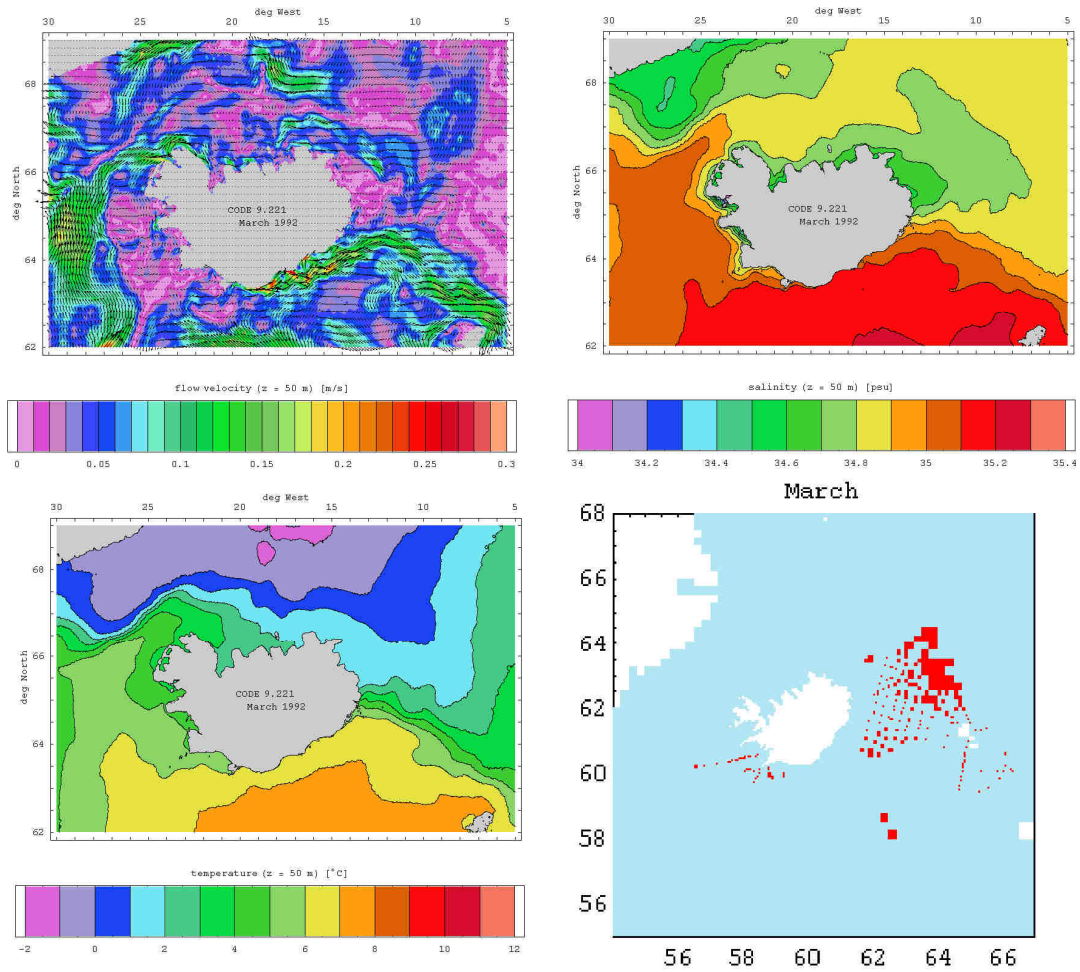 deg West
30 25 20 15 10 5
68
66
64
62
deg North
CODE 9.221
March 1992
flow velocity (z = 50 m) [m/s]
0 0.05 0.1 0.15 0.2 0.25 0.3
deg West
30 25 20 15 10 5
68
66
64
62
deg North
CODE 9.221
March 1992
salinity (z = 50 m) [psu]
34 34.2 34.4 34.6 34.8 35 35.2 35.4
deg West
30 25 20 15 10 5
68
66
64
62
deg North
CODE 9.221
March 1992
temperature (z = 50 m) [°C]
-2 0 2 4 6 8 10 12
March
68
66
64
62
60
58
56
56 58 60 62 64 66